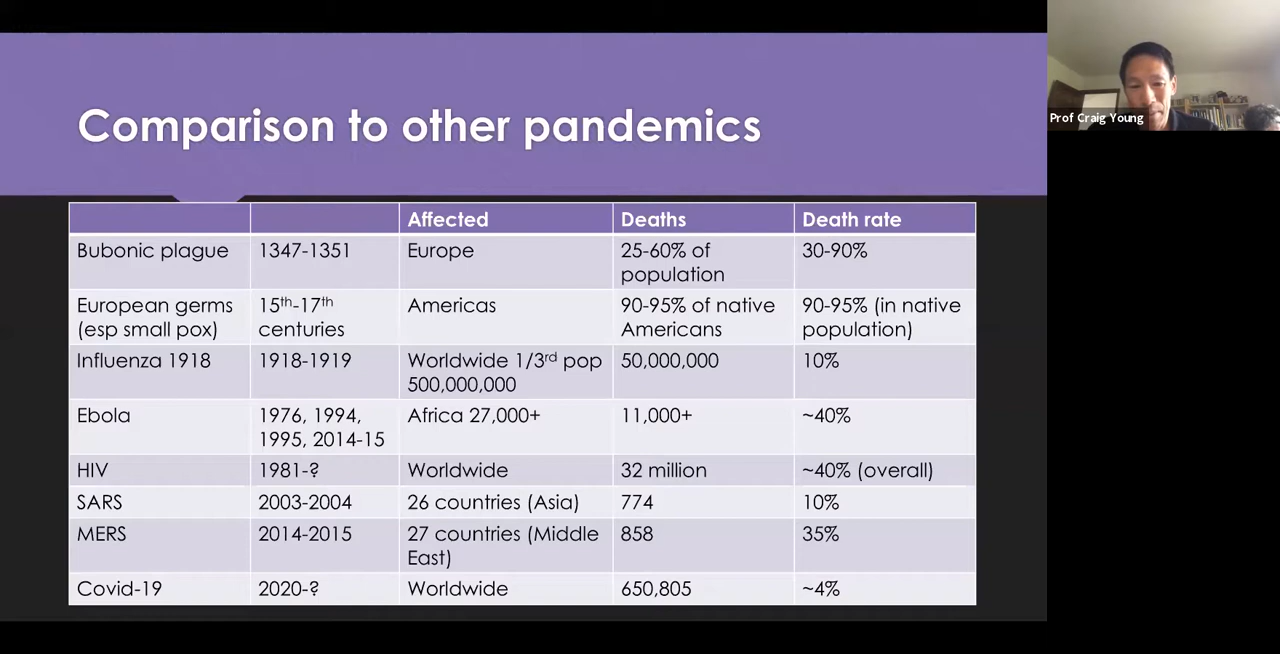 Comparison to other pandemics
Prof Craig Young
Affected Deaths Death rate
Bubonic plague 1347-1351 Europe 25-60% of 30-90%
population
European germs 15th-17th Americas 90-95% of native 90-95% (in native
(esp small pox) centuries Americans population)
Influenza 1918 1918-1919 Worldwide 1/3rd pop 50,000,000 10%
500,000,000
Ebola 1976, 1994, Africa 27,000+ 11,000+ ~40%
1995, 2014-15
HIV 1981-? Worldwide 32 million ~40% (overall)
SARS 2003-2004 26 countries (Asia) 774 10%
MERS 2014-2015 27 countries (Middle 858 35%
East)
Covid-19 2020-? Worldwide 650,805 ~4%